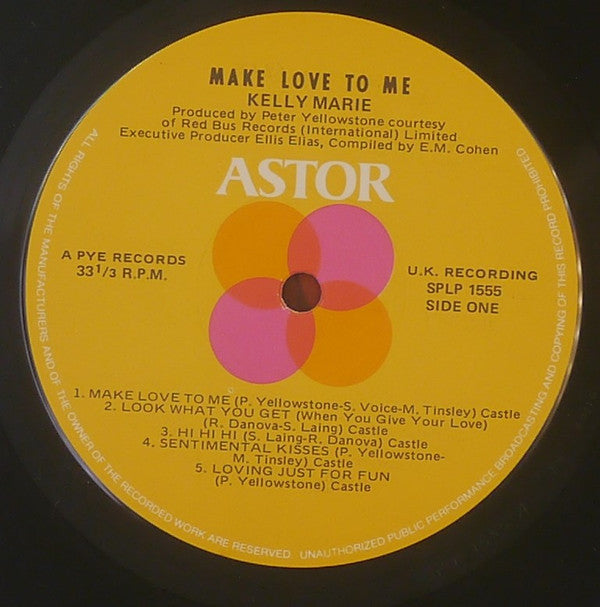 MAKE LOVE TO ME
KELLY MARIE
Produced by Peter Yellowstone courtesy
of Red Bus Records (International) Limited
Executive Producer Ellis Elias, Compiled by E.M. Cohen
ASTOR
A PYE RECORDS
33 1/3 R.P.M.
U.K. RECORDING
SPLP 1555
SIDE ONE
1. MAKE LOVE TO ME (P. Yellowstone-S. Voice-M. Tinsley) Castle
2. LOOK WHAT YOU GET (When You Give Your Love)
(R. Danova-S. Laing) Castle
3. HI HI HI (S. Laing-R. Danova) Castle
4. SENTIMENTAL KISSES (P. Yellowstone-
M. Tinsley) Castle
5. LOVING JUST FOR FUN
(P. Yellowstone) Castle
ALL RIGHTS OF THE MANUFACTURERS AND OF THE OWNER OF THE RECORDED WORK ARE RESERVED. UNAUTHORIZED PUBLIC PERFORMANCE BROADCASTING AND COPYING OF THIS RECORD PROHIBITED